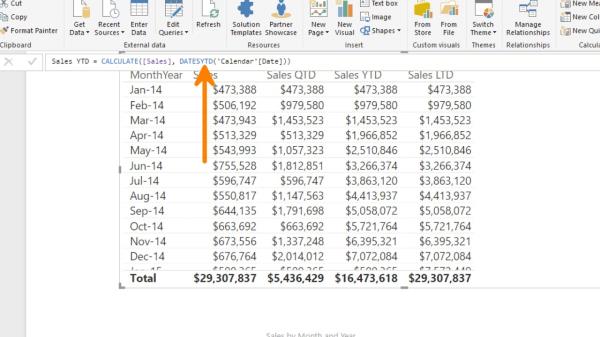 Cut
Copy
Format Painter
Clipboard
Get Data
Recent Sources
Enter Data
Edit Queries
External data
Refresh
Solution Templates
Partner Showcase
Resources
New Page
New Visual
Text box
Image
Shapes
Insert
From Store
From File
Custom visuals
Switch Theme
Themes
Manage Relationships
Relationships
New Mea
New Col
New Qui
Calcu
Sales YTD = CALCULATE([Sales], DATESYTD('Calendar'[Date]))
MonthYear Sales Sales QTD Sales YTD Sales LTD
Jan-14 $473,388 $473,388 $473,388 $473,388
Feb-14 $506,192 $979,580 $979,580 $979,580
Mar-14 $473,943 $1,453,523 $1,453,523 $1,453,523
Apr-14 $513,329 $513,329 $1,966,852 $1,966,852
May-14 $543,993 $1,057,323 $2,510,846 $2,510,846
Jun-14 $755,528 $1,812,851 $3,266,374 $3,266,374
Jul-14 $596,747 $596,747 $3,863,120 $3,863,120
Aug-14 $550,817 $1,147,563 $4,413,937 $4,413,937
Sep-14 $644,135 $1,791,698 $5,058,072 $5,058,072
Oct-14 $663,692 $663,692 $5,721,764 $5,721,764
Nov-14 $673,556 $1,337,248 $6,395,321 $6,395,321
Dec-14 $676,764 $2,014,012 $7,072,084 $7,072,084
Total $29,307,837 $5,436,429 $16,473,618 $29,307,837
Sales by Month and Year